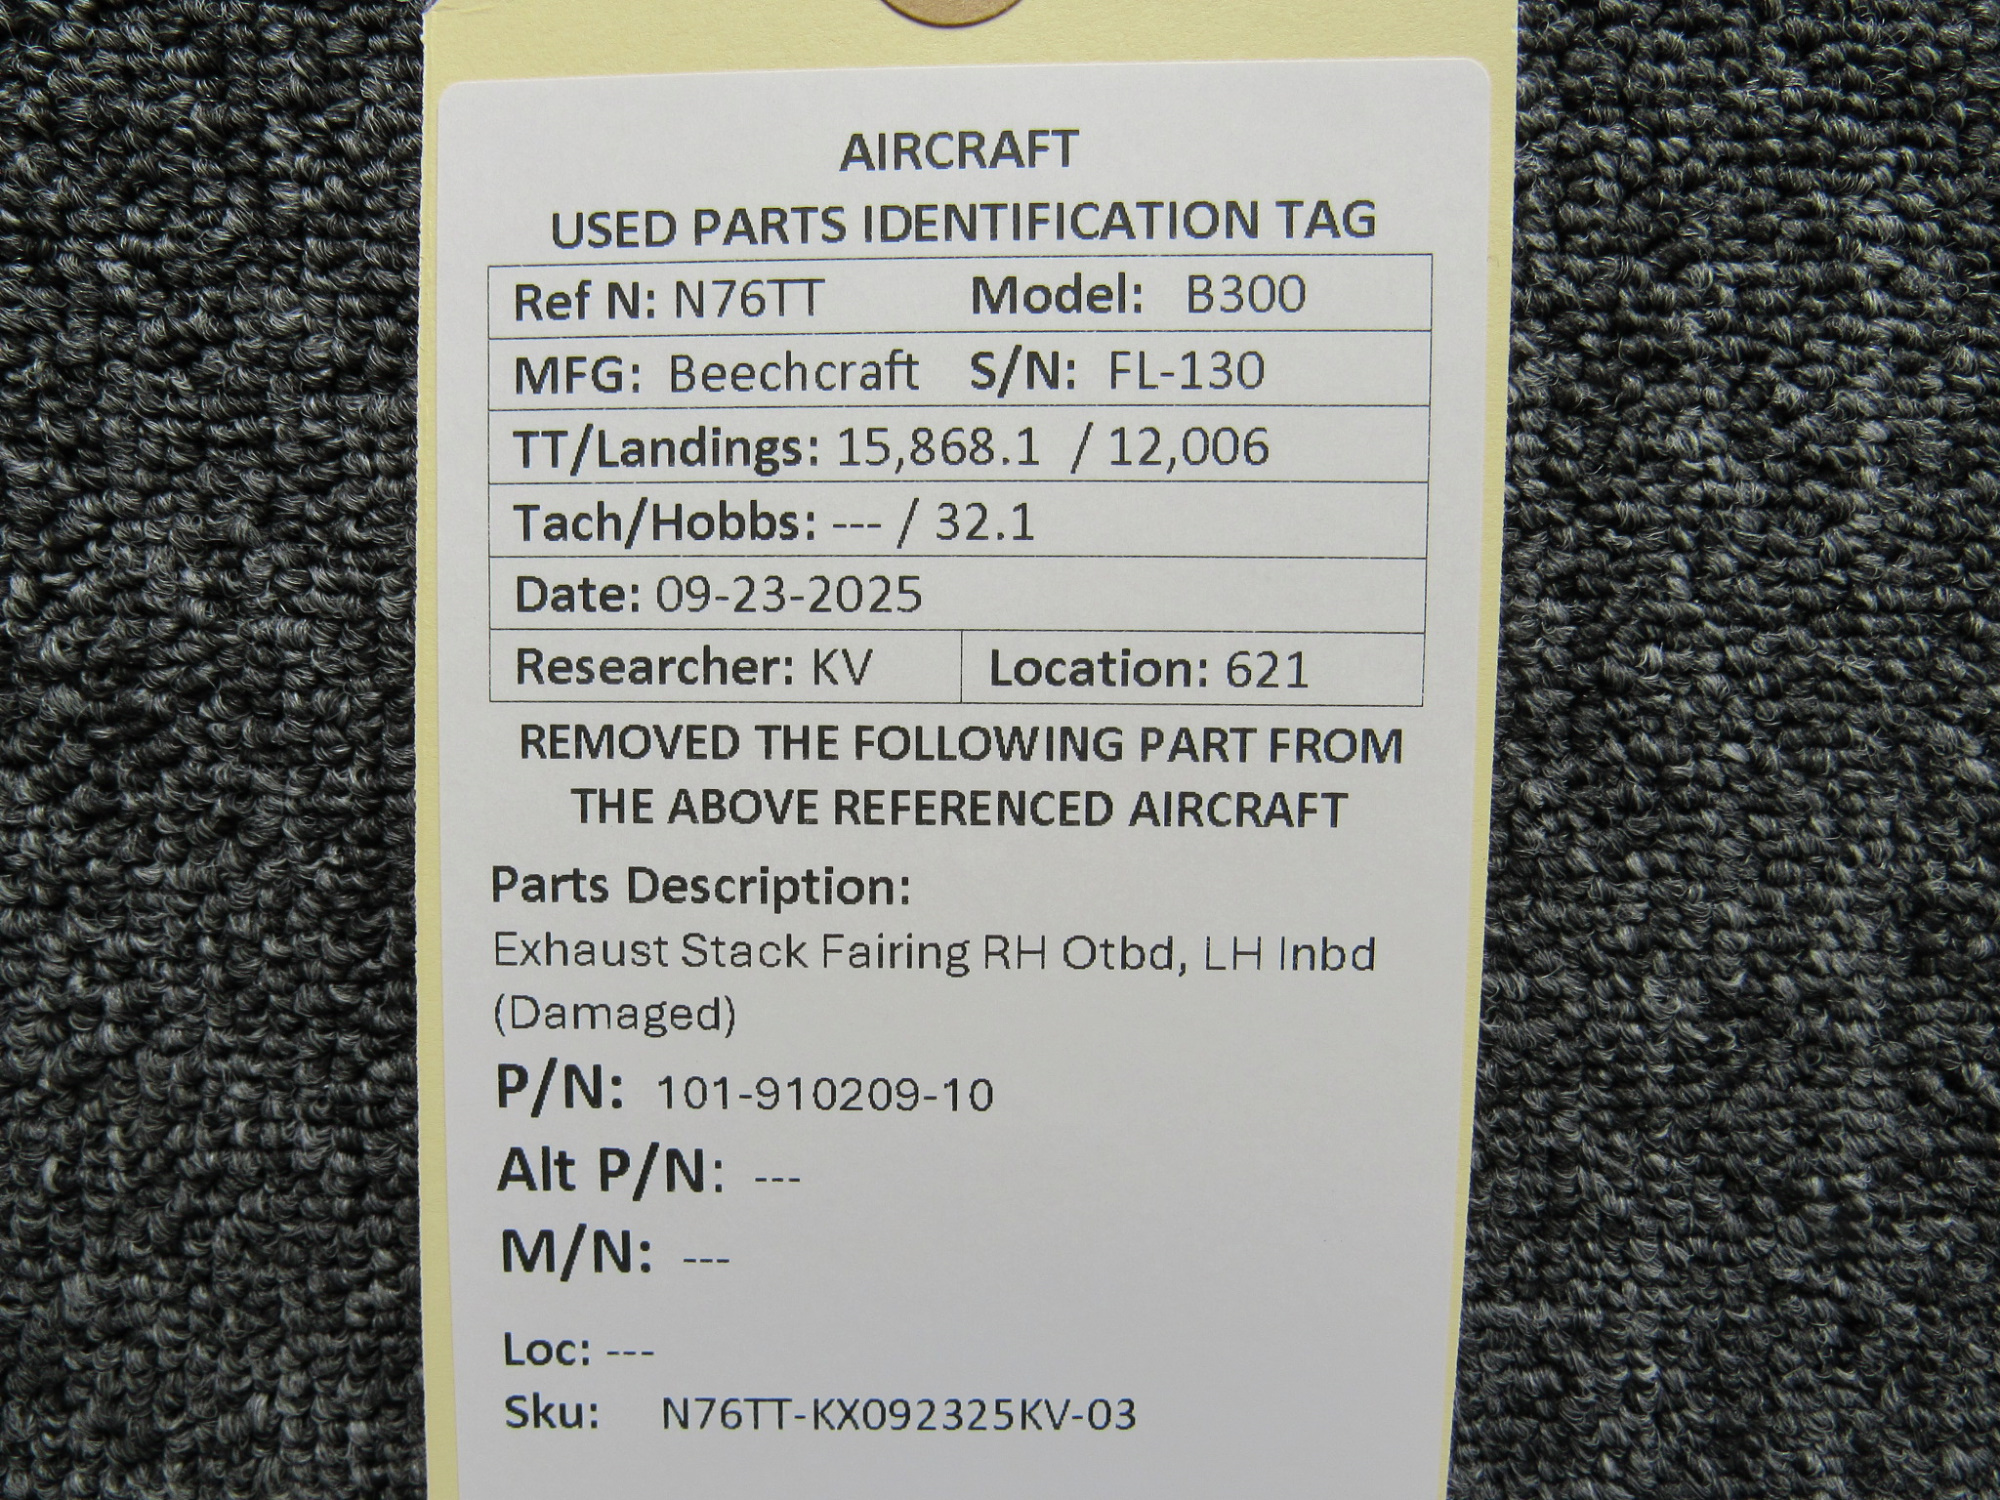 AIRCRAFT
USED PARTS IDENTIFICATION TAG
Ref N: N76TT Model: B300
MFG: Beechcraft S/N: FL-130
TT/Landings: 15,868.1 / 12,006
Tach/Hobbs: --- / 32.1
Date: 09-23-2025
Researcher: KV Location: 621
REMOVED THE FOLLOWING PART FROM
THE ABOVE REFERENCED AIRCRAFT
Parts Description:
Exhaust Stack Fairing RH Otbd, LH Inbd
(Damaged)
P/N: 101-910209-10
Alt P/N: ---
M/N: ---
Loc: ---
Sku: N76TT-KX092325KV-03